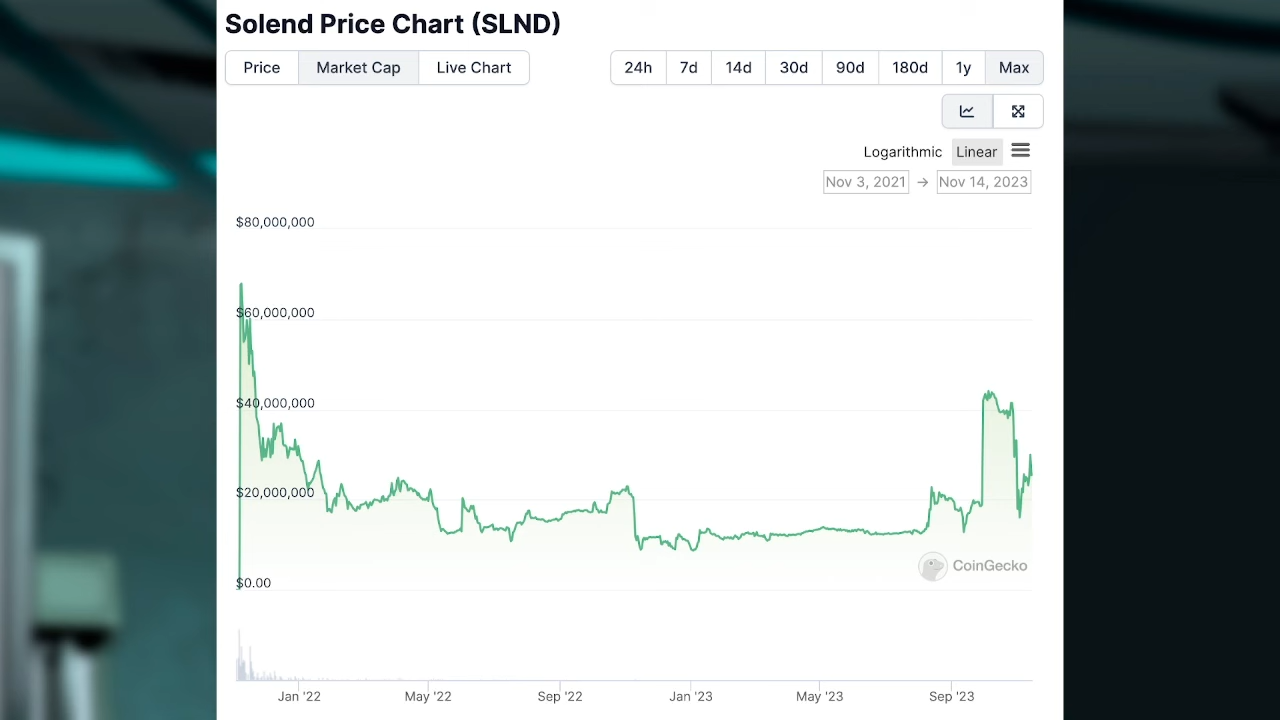 Solend Price Chart (SLND)
Price Market Cap Live Chart 24h 7d 14d 30d 90d 180d 1y Max
Logarithmic Linear
Nov 3, 2021 → Nov 14, 2023
$80,000,000
$60,000,000
$40,000,000
$20,000,000
CoinGecko
$0.00
Jan '22 May '22 Sep '22 Jan '23 May '23 Sep '23